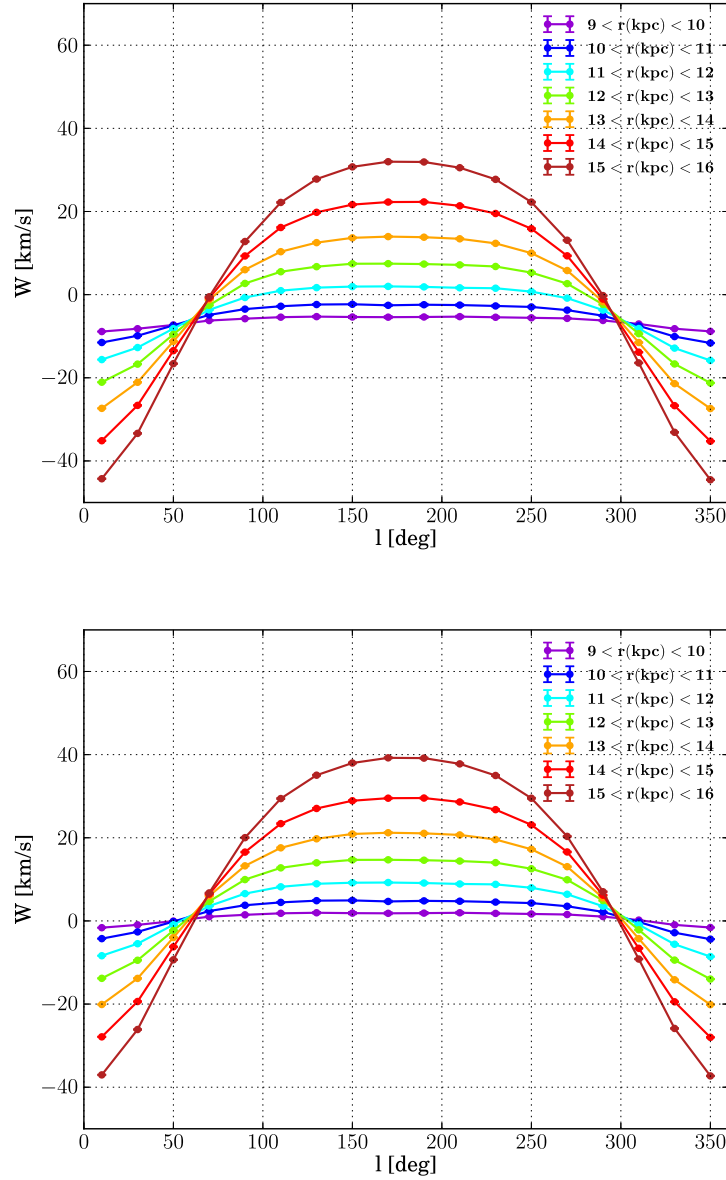 60
40
20
0
−20
−40
W [km/s]
9 < r(kpc) < 10
10 < r(kpc) < 11
11 < r(kpc) < 12
12 < r(kpc) < 13
13 < r(kpc) < 14
14 < r(kpc) < 15
15 < r(kpc) < 16
0 50 100 150 200 250 300 350
l [deg]
60
40
20
0
−20
−40
W [km/s]
9 < r(kpc) < 10
10 < r(kpc) < 11
11 < r(kpc) < 12
12 < r(kpc) < 13
13 < r(kpc) < 14
14 < r(kpc) < 15
15 < r(kpc) < 16
0 50 100 150 200 250 300 350
l [deg]